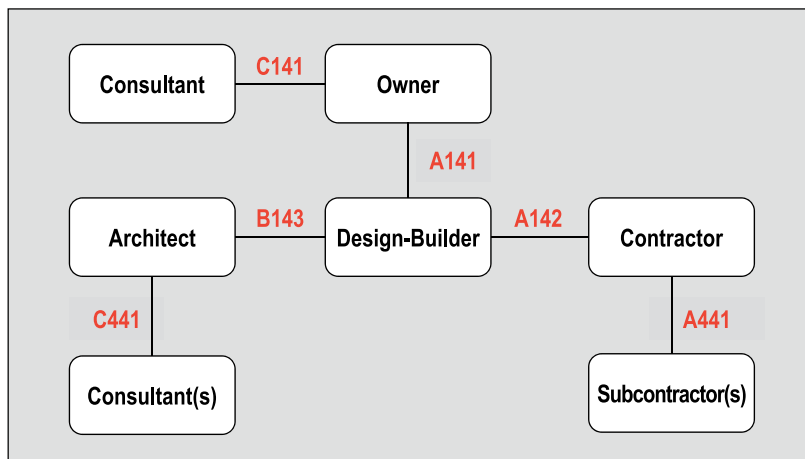 C141
Consultant
Owner
A141
B143
A142
Architect
Design-Builder
Contractor
C441
A441
Consultant(s)
Subcontractor(s)